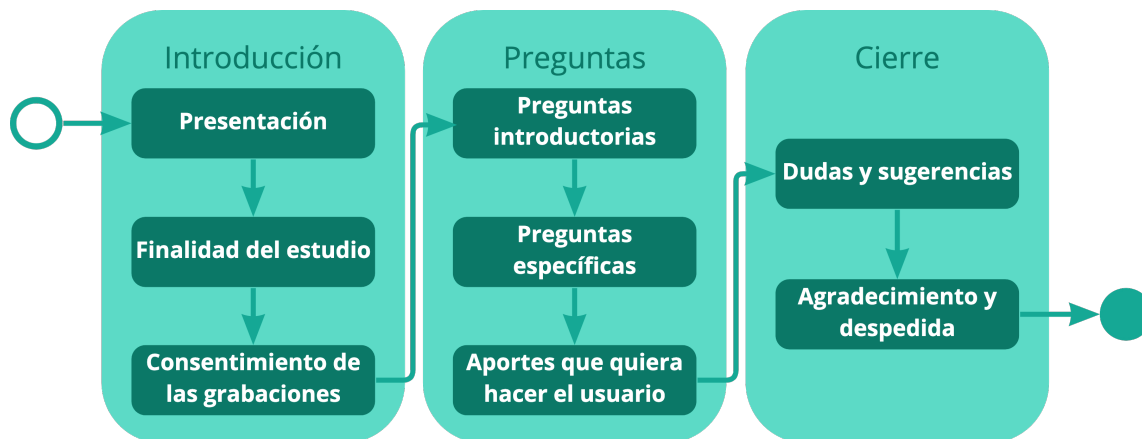 Introducción
Presentación
Finalidad del estudio
Consentimiento de
las grabaciones
Preguntas
Preguntas
introductorias
Preguntas
específicas
Aportes que quiera
hacer el usuario
Cierre
Dudas y sugerencias
Agradecimiento y
despedida